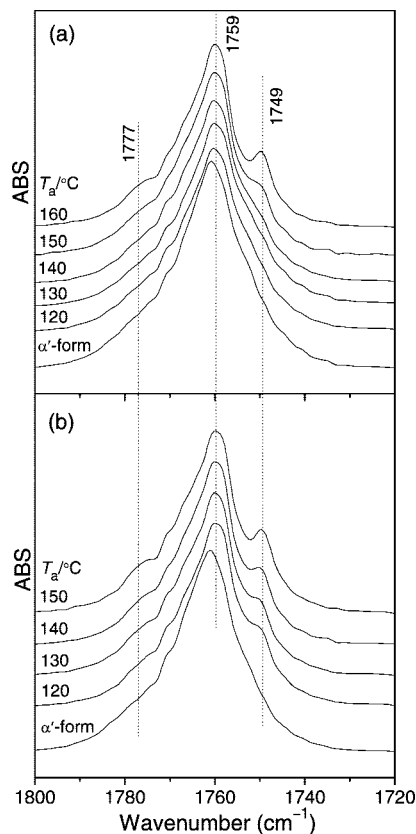 (a)
1777
1759
1749
ABS
Tₐ/°C
160
150
140
130
120
α′-form
(b)
ABS
Tₐ/°C
150
140
130
120
α′-form
1800 1780 1760 1740 1720
Wavenumber (cm⁻¹)